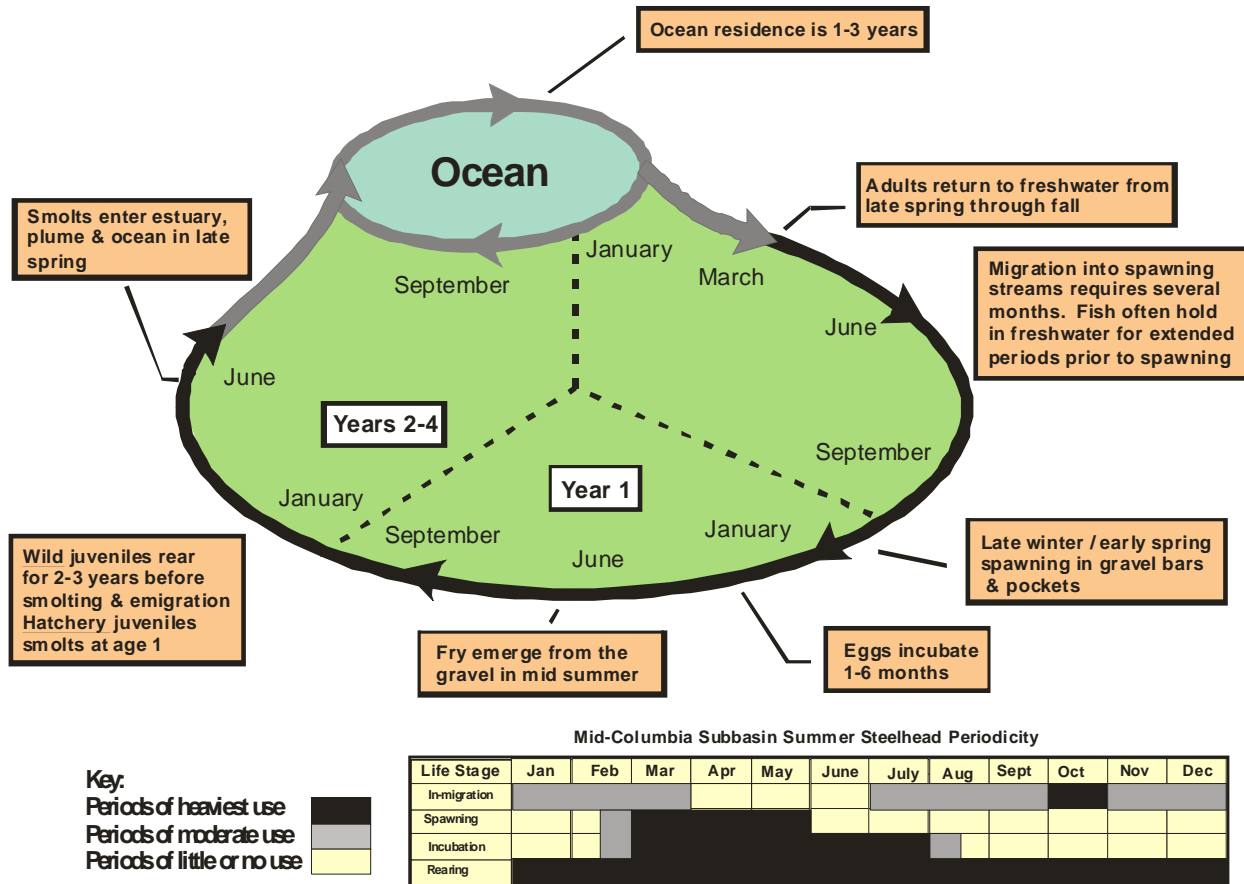 Ocean residence is 1-3 years
Ocean
Adults return to freshwater from
late spring through fall
Smolts enter estuary,
plume & ocean in late
spring
January
September
March
Migration into spawning
streams requires several
months. Fish often hold
in freshwater for extended
periods prior to spawning
June
June
Years 2-4
September
Year 1
January
September
January
June
Wild juveniles rear
for 2-3 years before
smolting & emigration
Hatchery juveniles
smolts at age 1
Late winter / early spring
spawning in gravel bars
& pockets
Fry emerge from the
gravel in mid summer
Eggs incubate
1-6 months
Mid-Columbia Subbasin Summer Steelhead Periodicity
Key:
Periods of heaviest use
Periods of moderate use
Periods of little or no use
Life Stage Jan Feb Mar Apr May June July Aug Sept Oct Nov Dec
In-migration
Spawning
Incubation
Rearing